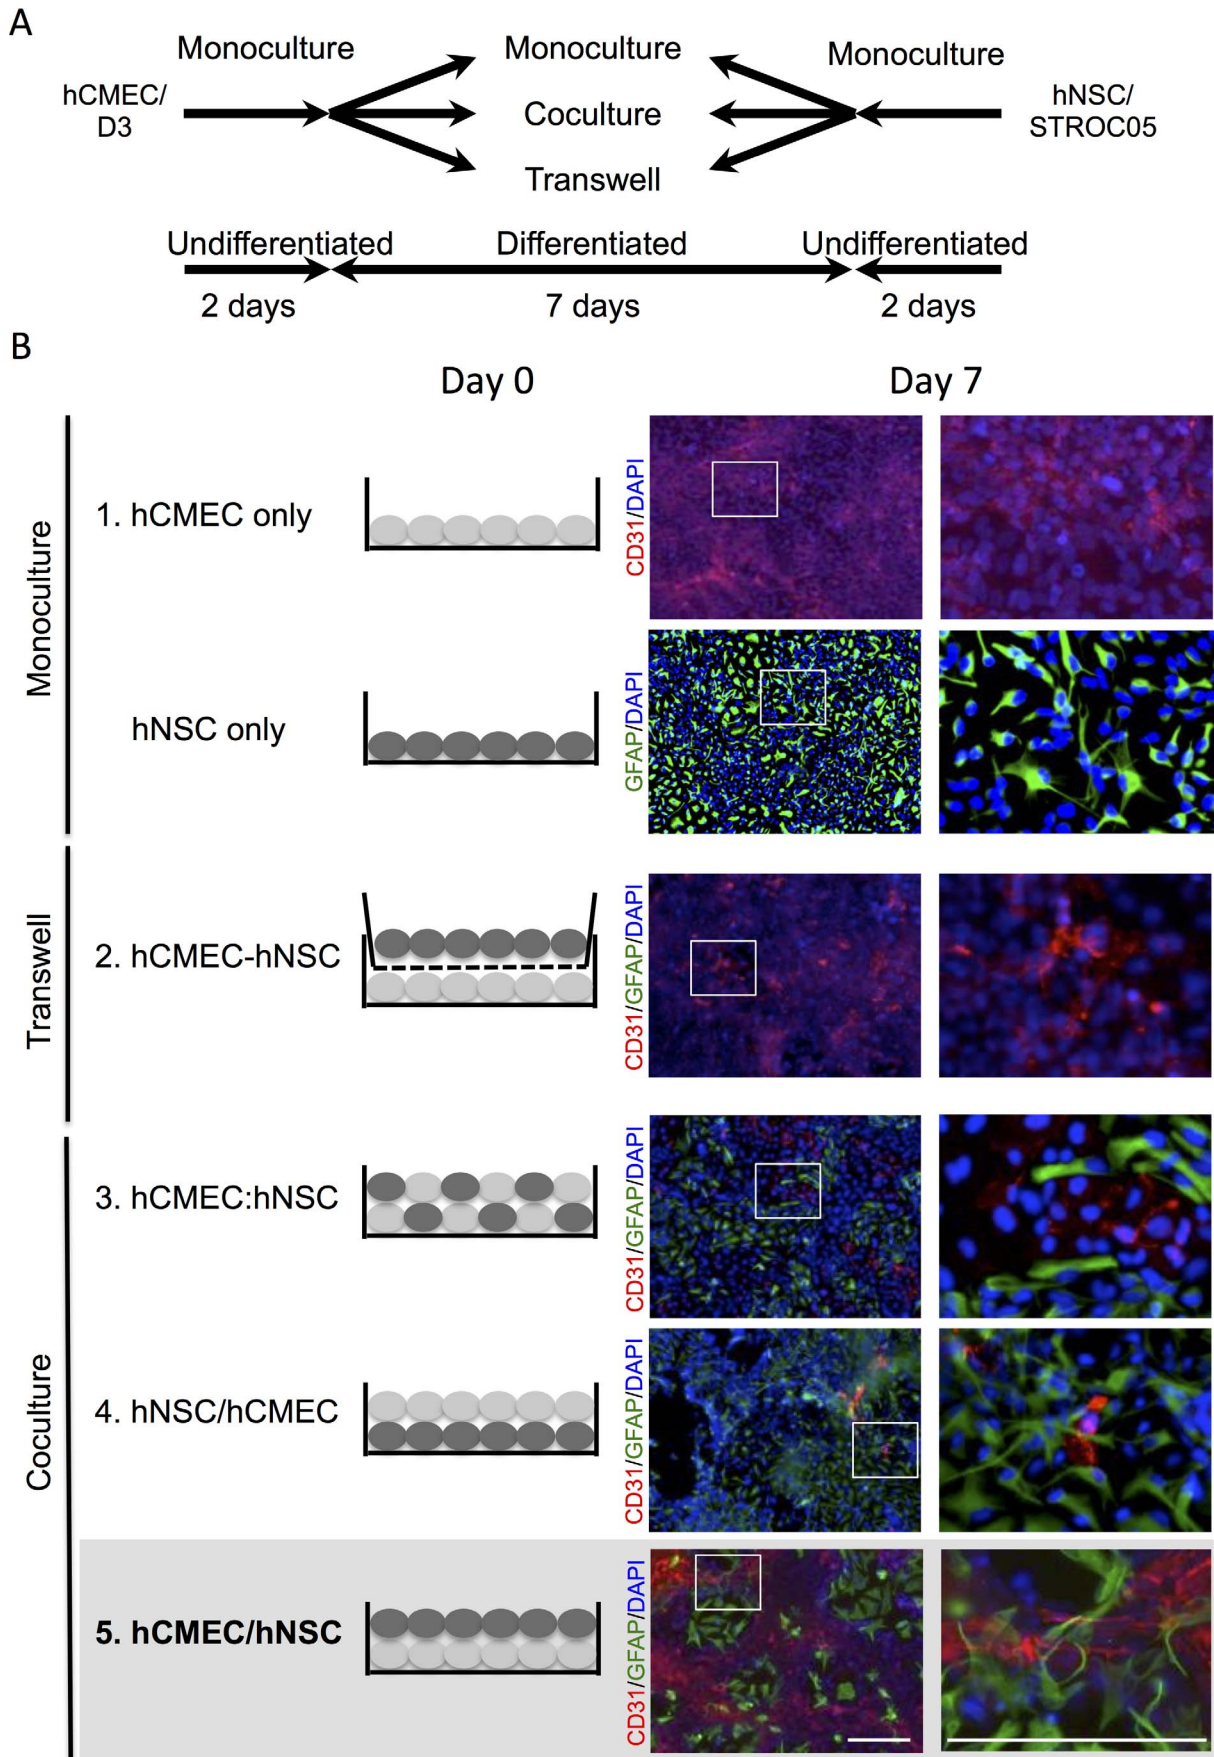 A
Monoculture Monoculture Monoculture
hCMEC/
D3
Coculture
hNSC/
STROC05
Transwell
Undifferentiated Differentiated Undifferentiated
2 days 7 days 2 days
B
Day 0 Day 7
Monoculture
1. hCMEC only
CD31/DAPI
hNSC only
GFAP/DAPI
Transwell
2. hCMEC-hNSC
CD31/GFAP/DAPI
Coculture
3. hCMEC:hNSC
CD31/GFAP/DAPI
4. hNSC/hCMEC
CD31/GFAP/DAPI
5. hCMEC/hNSC
CD31/GFAP/DAPI